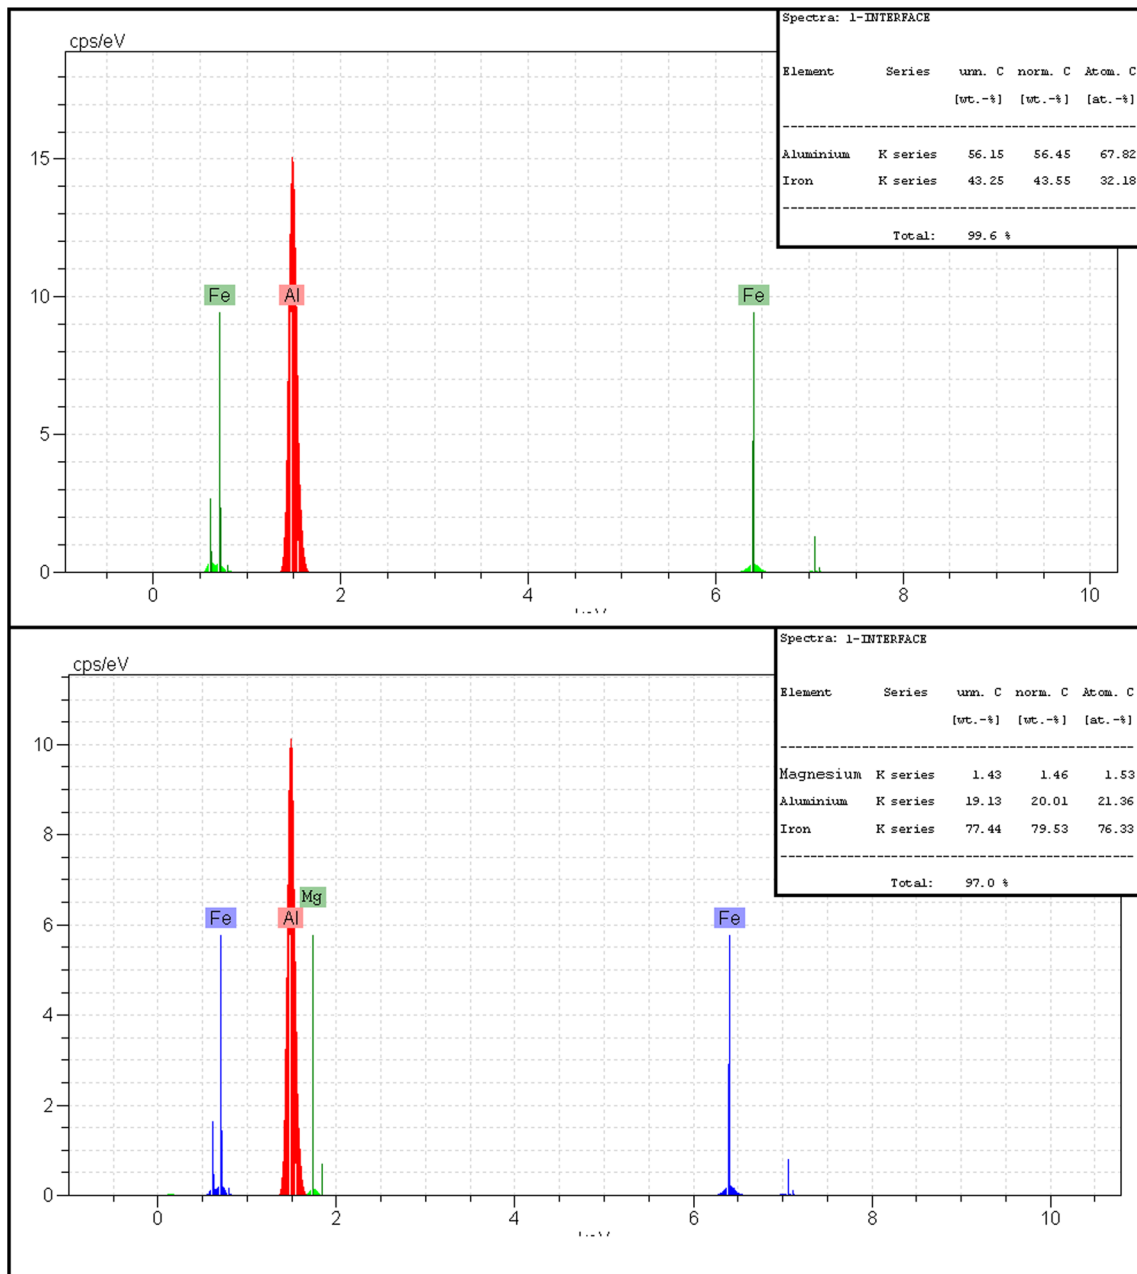 Spectra: 1-INTERFACE
Element Series unn. C norm. C Atom. C
[wt.-%] [wt.-%] [at.-%]
Aluminium K series 56.15 56.45 67.82
Iron K series 43.25 43.55 32.18
Total: 99.6 %
cps/eV
15
10
5
0
Fe Al Fe
0 2 4 6 8 10
Spectra: 1-INTERFACE
Element Series unn. C norm. C Atom. C
[wt.-%] [wt.-%] [at.-%]
Magnesium K series 1.43 1.46 1.53
Aluminium K series 19.13 20.01 21.36
Iron K series 77.44 79.53 76.33
Total: 97.0 %
cps/eV
10
8
6
4
2
0
Mg
Fe Al Fe
0 2 4 6 8 10